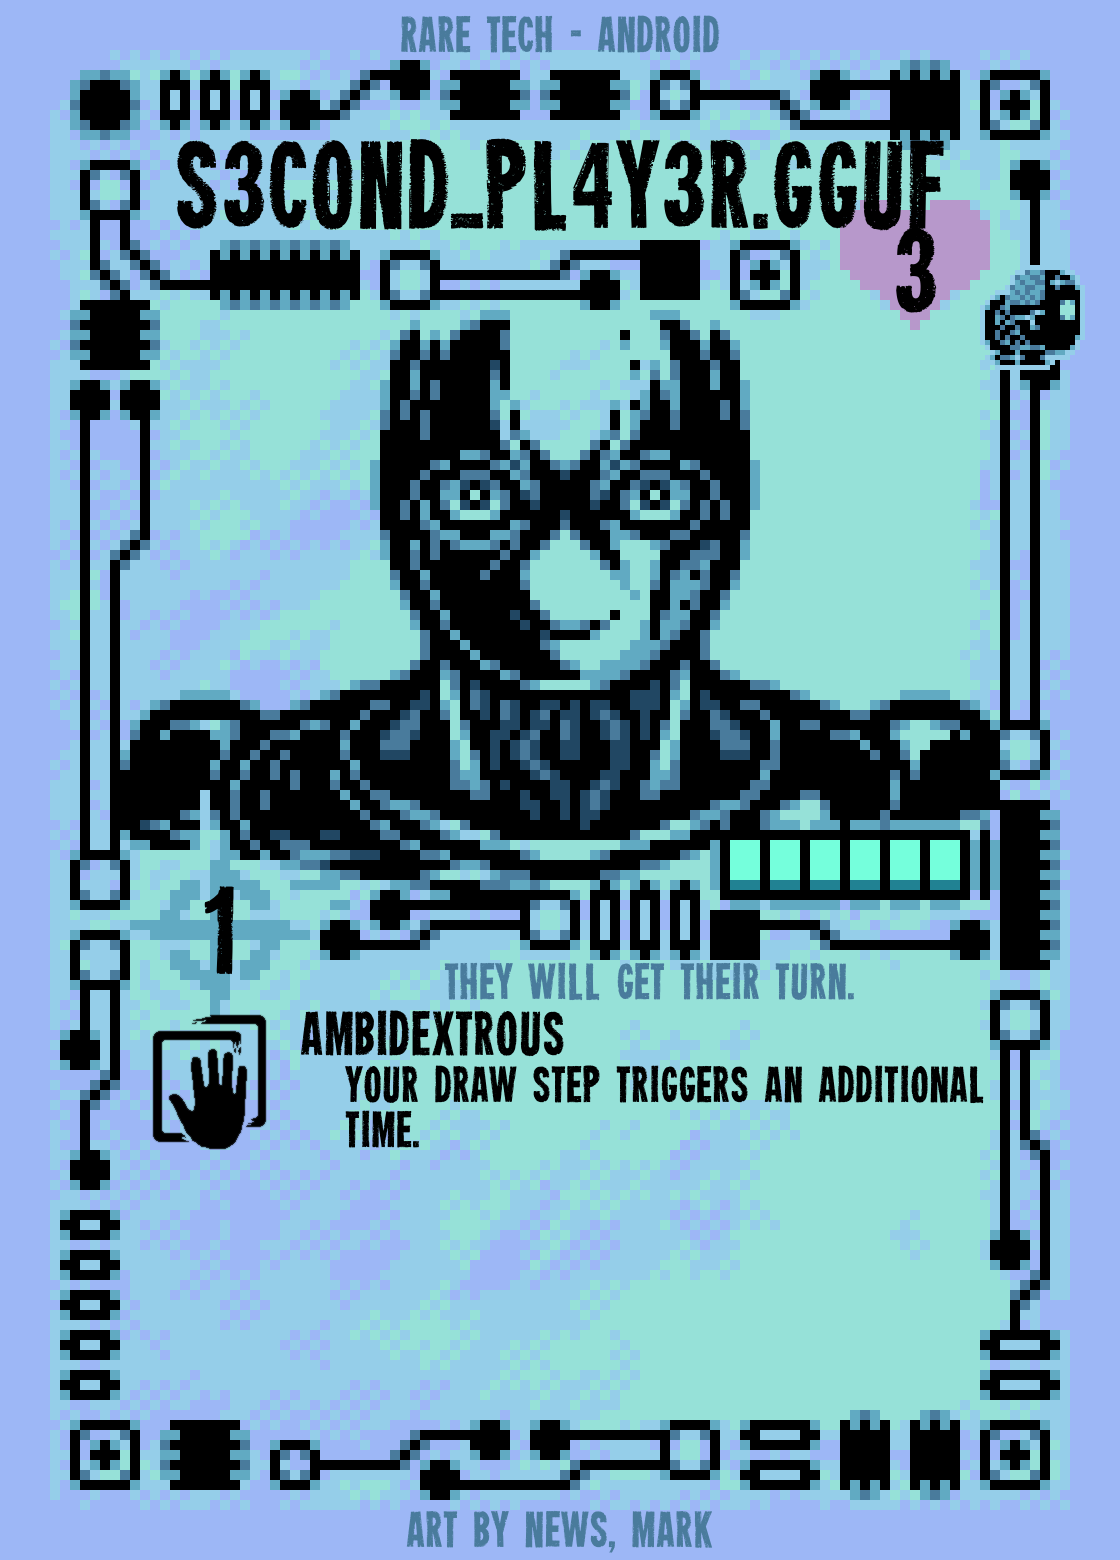 RARE TECH - ANDROID
S3COND_PL4Y3R.GGUF
3
1
THEY WILL GET THEIR TURN.
AMBIDEXTROUS
YOUR DRAW STEP TRIGGERS AN ADDITIONAL
TIME.
ART BY NEWS, MARK